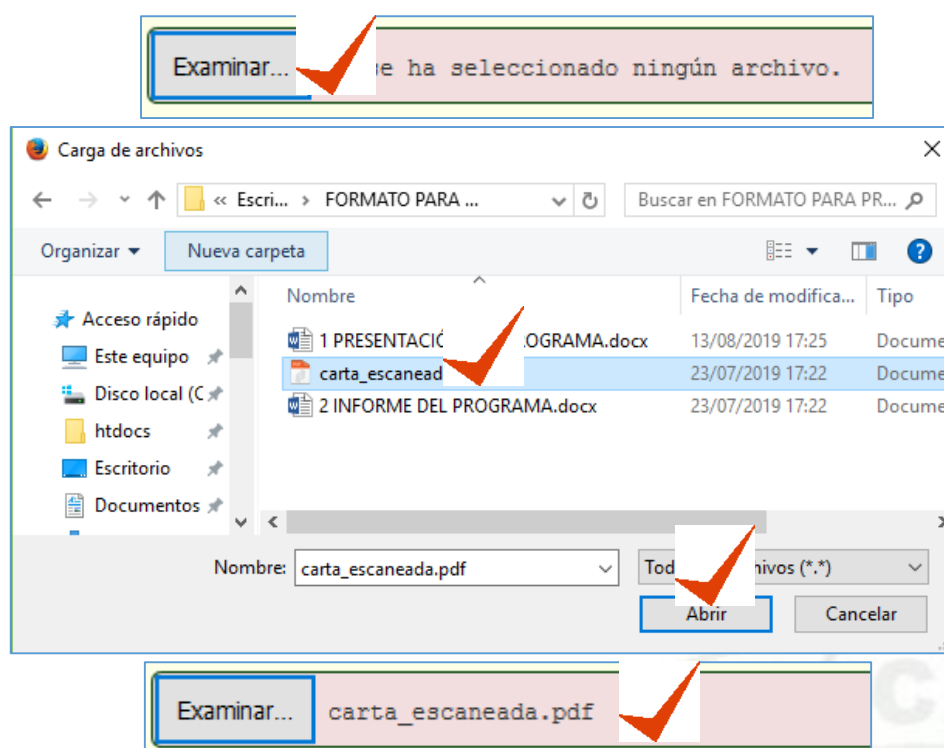 Examinar... se ha seleccionado ningún archivo.
Carga de archivos
« Escri... › FORMATO PARA ... Buscar en FORMATO PARA PR...
Organizar Nueva carpeta
Nombre Fecha de modifica... Tipo
Acceso rápido
Este equipo
Disco local (C
htdocs
Escritorio
Documentos
1 PRESENTACIÓ OGRAMA.docx 13/08/2019 17:25 Docume
carta_escanead 23/07/2019 17:22 Docume
2 INFORME DEL PROGRAMA.docx 23/07/2019 17:22 Docume
Nombre: carta_escaneada.pdf Tod hivos (*.*)
Abrir Cancelar
Examinar... carta_escaneada.pdf